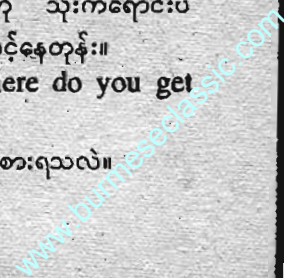 သုံးကရောင်းပ
င့်နေတုန်း။
ere do you get
စားရသလဲ။
www.burmeseclassic.com